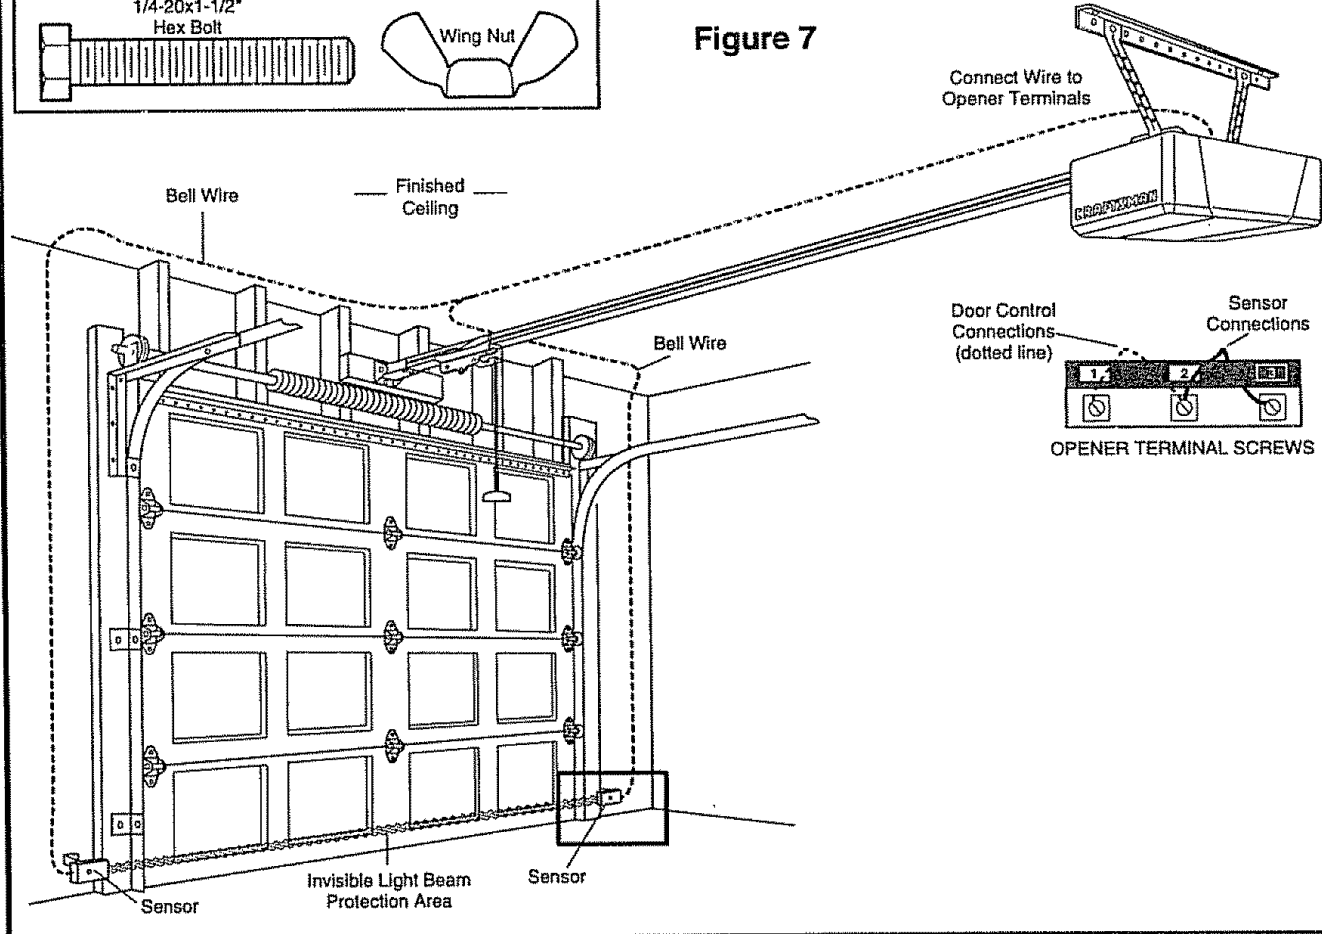 1/4-20x1-1/2"
Hex Bolt
Wing Nut
Figure 7
Connect Wire to
Opener Terminals
Bell Wire
Finished
Ceiling
CRAFTSMAN
Door Control
Connections
(dotted line)
Sensor
Connections
Bell Wire
1
2
3
OPENER TERMINAL SCREWS
Invisible Light Beam
Protection Area
Sensor
Sensor